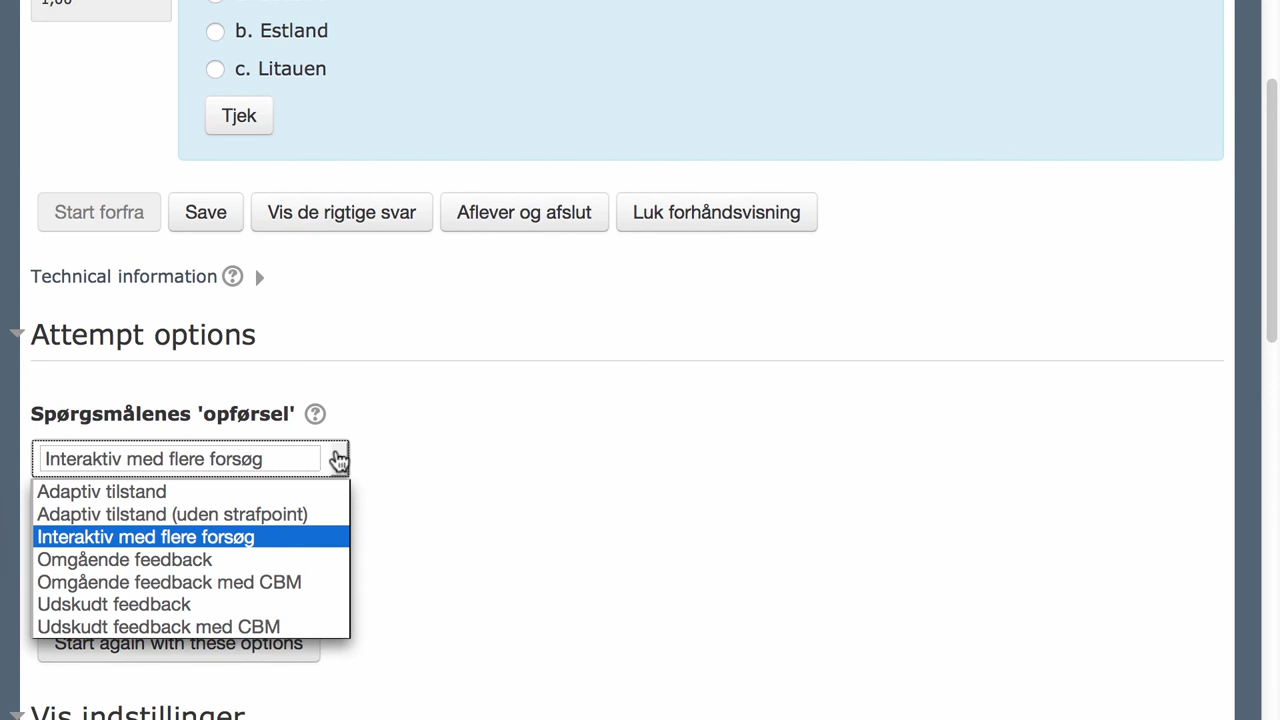 1,00
b. Estland
c. Litauen
Tjek
Start forfra Save Vis de rigtige svar Aflever og afslut Luk forhåndsvisning
Technical information ?
Attempt options
Spørgsmålenes 'opførsel' ?
Interaktiv med flere forsøg
Adaptiv tilstand
Adaptiv tilstand (uden strafpoint)
Interaktiv med flere forsøg
Omgående feedback
Omgående feedback med CBM
Udskudt feedback
Udskudt feedback med CBM
Start again with these options
Vis indstillinger